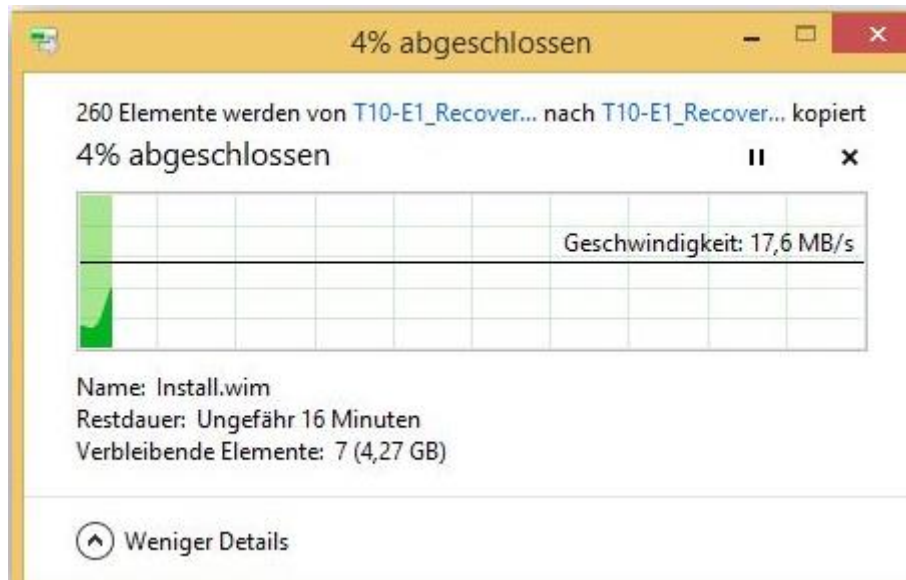 4% abgeschlossen
260 Elemente werden von T10-E1_Recover... nach T10-E1_Recover... kopiert
4% abgeschlossen
Geschwindigkeit: 17,6 MB/s
Name: Install.wim
Restdauer: Ungefähr 16 Minuten
Verbleibende Elemente: 7 (4,27 GB)
Weniger Details